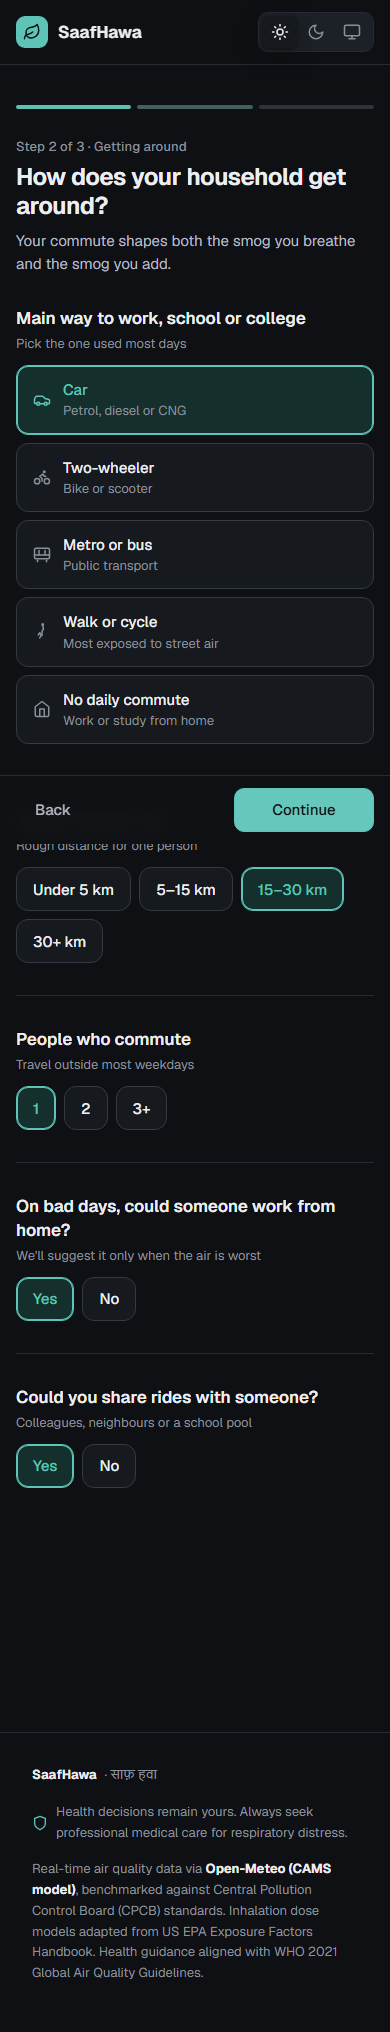 SaafHawa
Step 2 of 3 · Getting around
How does your household get
around?
Your commute shapes both the smog you breathe
and the smog you add.
Main way to work, school or college
Pick the one used most days
Car
Petrol, diesel or CNG
Two-wheeler
Bike or scooter
Metro or bus
Public transport
Walk or cycle
Most exposed to street air
No daily commute
Work or study from home
Back
Continue
Rough distance for one person
Under 5 km
5–15 km
15–30 km
30+ km
People who commute
Travel outside most weekdays
1
2
3+
On bad days, could someone work from
home?
We'll suggest it only when the air is worst
Yes
No
Could you share rides with someone?
Colleagues, neighbours or a school pool
Yes
No
SaafHawa · साफ़ हवा
Health decisions remain yours. Always seek
professional medical care for respiratory distress.
Real-time air quality data via Open-Meteo (CAMS
model), benchmarked against Central Pollution
Control Board (CPCB) standards. Inhalation dose
models adapted from US EPA Exposure Factors
Handbook. Health guidance aligned with WHO 2021
Global Air Quality Guidelines.